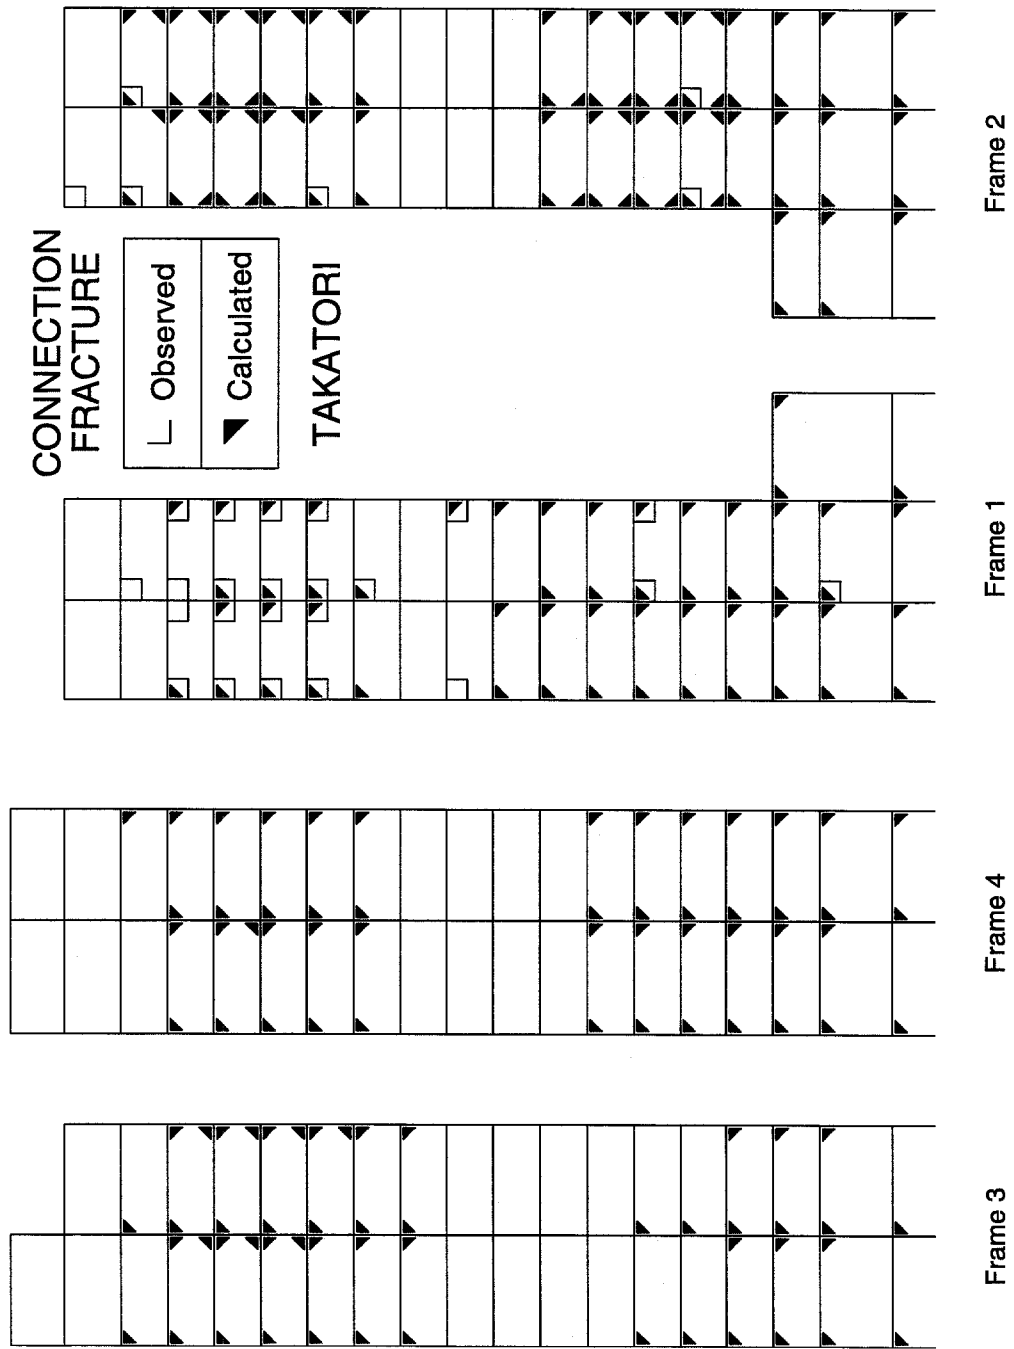 CONNECTION
FRACTURE
Observed
Calculated
TAKATORI
Frame 3
Frame 4
Frame 1
Frame 2